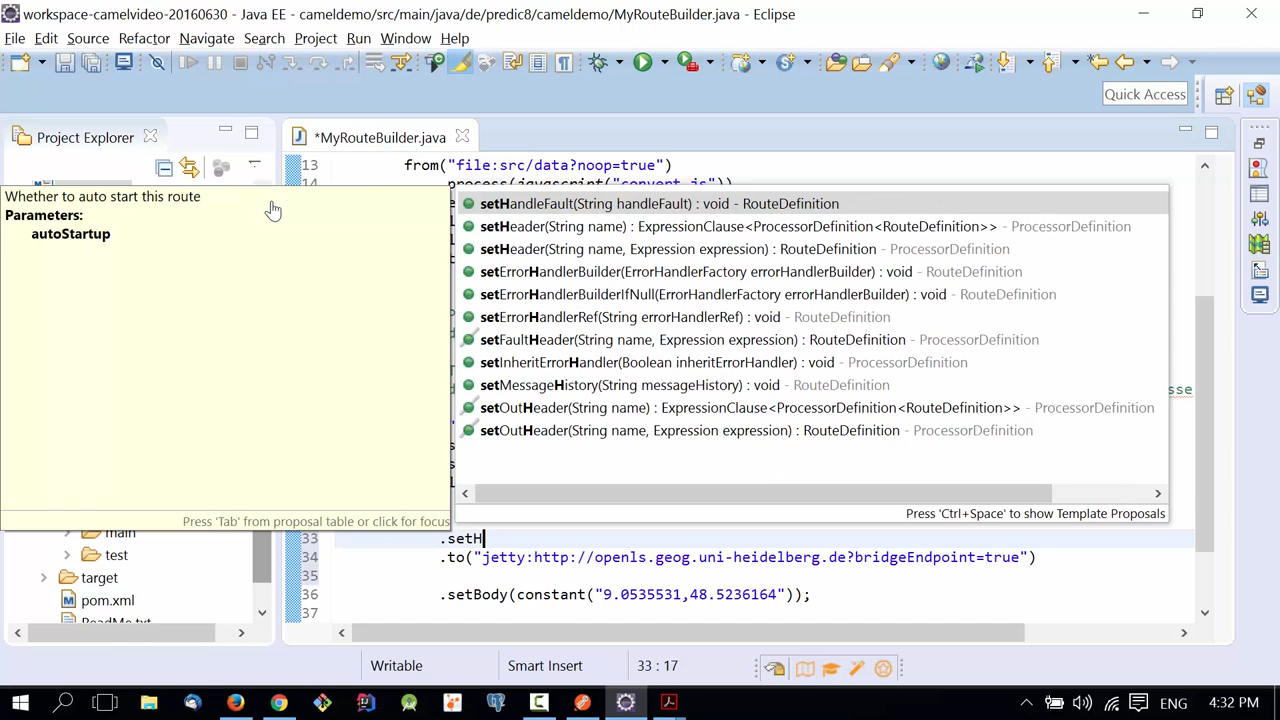 workspace-camelvideo-20160630 - Java EE - cameldemo/src/main/java/de/predic8/cameldemo/MyRouteBuilder.java - Eclipse
File Edit Source Refactor Navigate Search Project Run Window Help
Quick Access
Project Explorer
*MyRouteBuilder.java
13 from("file:src/data?noop=true")
14 .process(javascript("convert.js"))
Whether to auto start this route
Parameters:
autoStartup
Press 'Tab' from proposal table or click for focus
setHandleFault(String handleFault) : void - RouteDefinition
setHeader(String name) : ExpressionClause<ProcessorDefinition<RouteDefinition>> - ProcessorDefinition
setHeader(String name, Expression expression) : RouteDefinition - ProcessorDefinition
setErrorHandlerBuilder(ErrorHandlerFactory errorHandlerBuilder) : void - RouteDefinition
setErrorHandlerBuilderIfNull(ErrorHandlerFactory errorHandlerBuilder) : void - RouteDefinition
setErrorHandlerRef(String errorHandlerRef) : void - RouteDefinition
setFaultHeader(String name, Expression expression) : RouteDefinition - ProcessorDefinition
setInheritErrorHandler(Boolean inheritErrorHandler) : void - ProcessorDefinition
setMessageHistory(String messageHistory) : void - RouteDefinition
sse
setOutHeader(String name) : ExpressionClause<ProcessorDefinition<RouteDefinition>> - ProcessorDefinition
setOutHeader(String name, Expression expression) : RouteDefinition - ProcessorDefinition
Press 'Ctrl+Space' to show Template Proposals
main
test
target
pom.xml
ReadMe.txt
33 .setH
34 .to("jetty:http://openls.geog.uni-heidelberg.de?bridgeEndpoint=true")
35
36 .setBody(constant("9.0535531,48.5236164"));
37
Writable
Smart Insert
33 : 17
ENG
4:32 PM